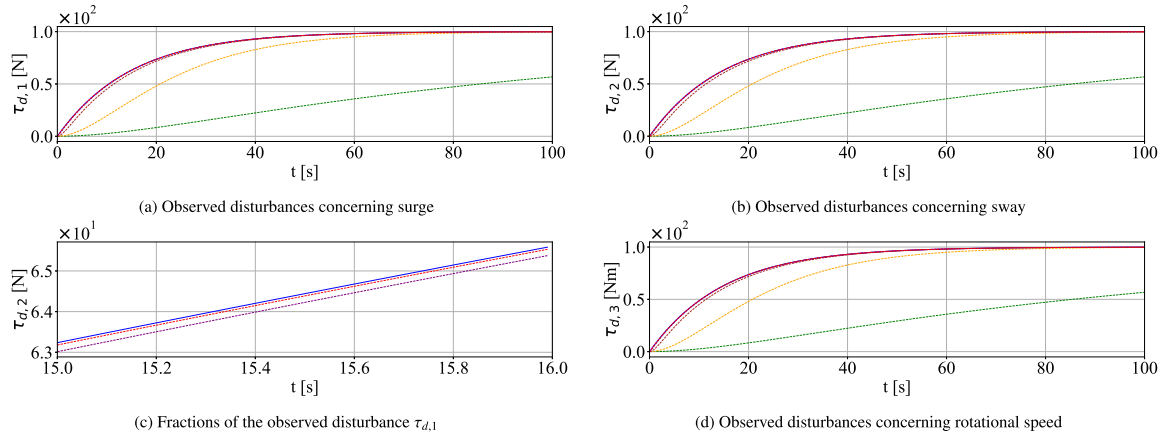 ×10²
1.0
0.5
0.0
τd, 1 [N]
0 20 40 60 80 100
t [s]
(a) Observed disturbances concerning surge
×10²
1.0
0.5
0.0
τd, 2 [N]
0 20 40 60 80 100
t [s]
(b) Observed disturbances concerning sway
×10¹
6.5
6.4
6.3
τd, 2 [N]
15.0 15.2 15.4 15.6 15.8 16.0
t [s]
(c) Fractions of the observed disturbance τd,1
×10²
1.0
0.5
0.0
τd, 3 [Nm]
0 20 40 60 80 100
t [s]
(d) Observed disturbances concerning rotational speed